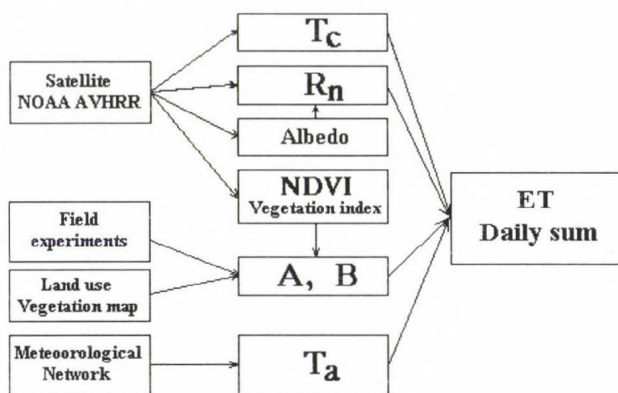 Satellite
NOAA AVHRR
Field
experiments
Land use
Vegetation map
Meteoorological
Network
Tc
Rn
Albedo
NDVI
Vegetation index
A, B
Ta
ET
Daily sum